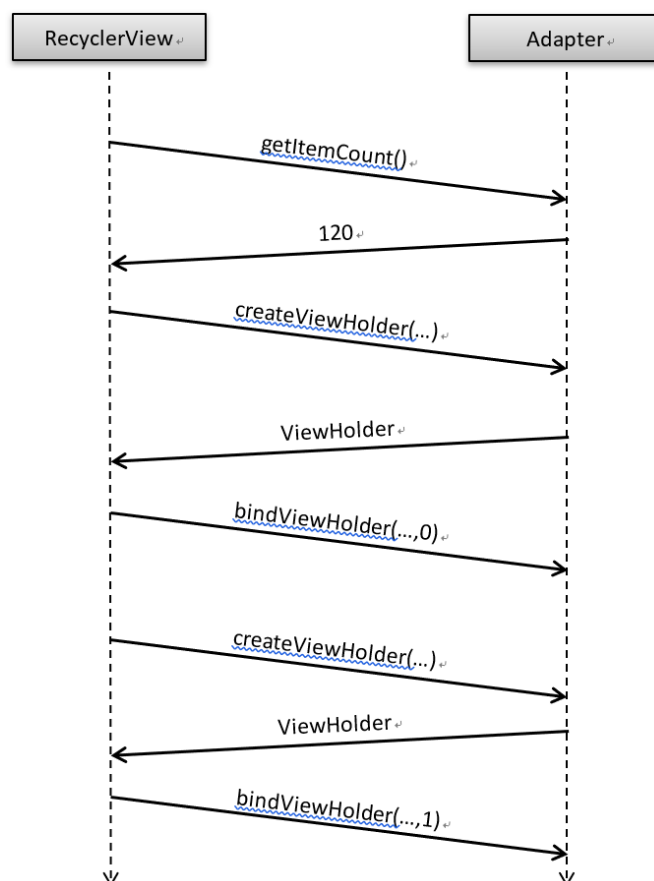 RecyclerView
Adapter
getItemCount()
120
createViewHolder(...)
ViewHolder
bindViewHolder(...,0)
createViewHolder(...)
ViewHolder
bindViewHolder(...,1)